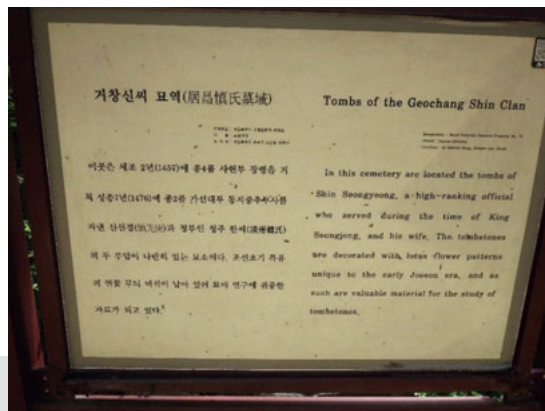 거창신씨 묘역(居昌愼氏墓域)
이곳은 세조 2년(1457)에 종4품 사헌부 장령을 지
처 성종7년(1476)에 종2품 가선대부 동지중추부사를
지낸 신선경(愼先庚)과 정부인 청주 한씨(淸州韓氏)
의 두 무덤이 나란히 있는 묘소이다. 조선초기 특유
의 연꽃 무늬 비석이 남아 있어 묘비 연구에 귀중한
자료가 되고 있다.
Tombs of the Geochang Shin Clan
In this cemetery are located the tombs of
Shin Seongyeong, a high-ranking official
who served during the time of King
Seongjong, and his wife. The tombstones
are decorated with lotus flower patterns
unique to the early Joseon era, and as
such are valuable material for the study of
tombstones.